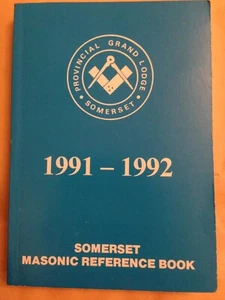 PROVINCIAL GRAND LODGE
SOMERSET
1991 – 1992
SOMERSET
MASONIC REFERENCE BOOK